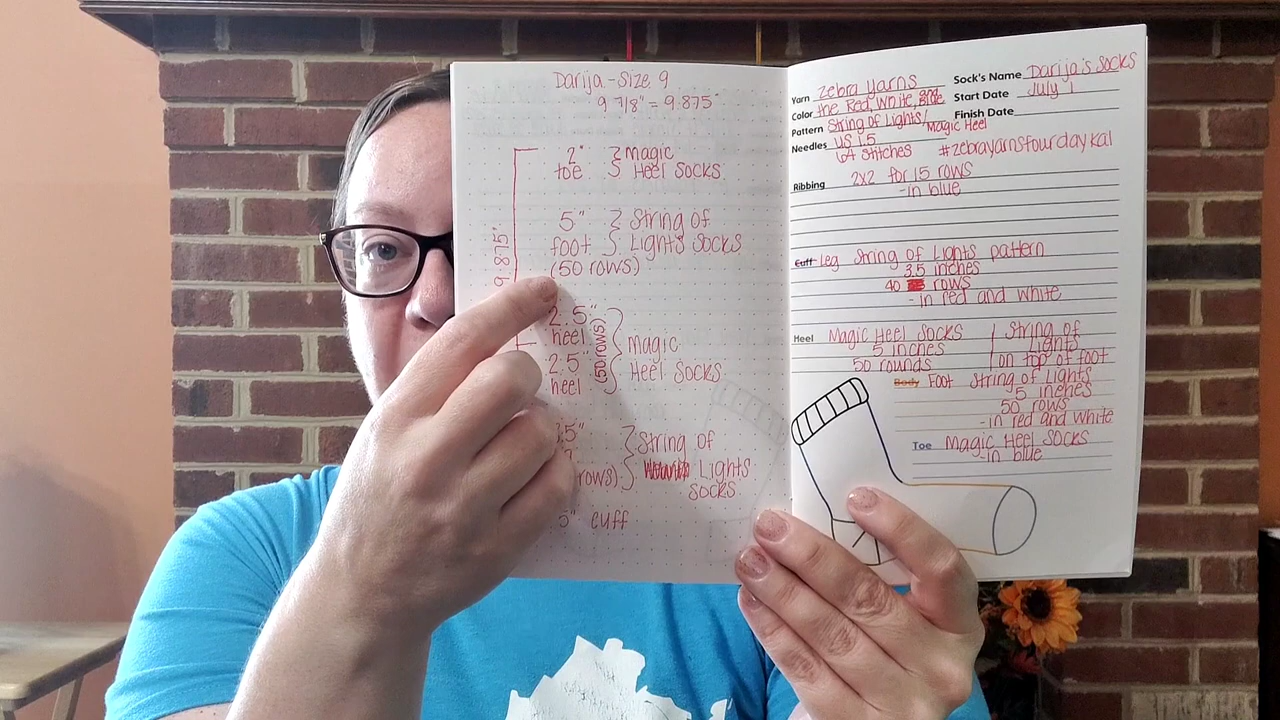 Darija - Size 9
9 7/8" = 9.875"
2" } Magic
toe } Heel Socks
5" } String of
foot } Lights Socks
(50 rows)
9.875"
2.5"
heel
2.5"
heel
(50 rows)
Magic
Heel Socks
.5" } String of
rows) Lights
socks
5" cuff
Yarn Zebra Yarns
Color the Red, White, and Blue
Pattern String of Lights/
Magic Heel
Needles US 1.5
64 stitches
Sock's Name Darija's Socks
Start Date July 1
Finish Date
#zebrayarnsfourdaykal
Ribbing 2x2 for 15 rows
- in blue
Cuff Leg String of Lights pattern
3.5 inches
40 rows
- in red and white
Heel Magic Heel Socks
5 inches
50 rounds
String of
Lights
on top of foot
Body Foot String of Lights
5 inches
50 rows
- in red and white
Toe Magic Heel Socks
- in blue